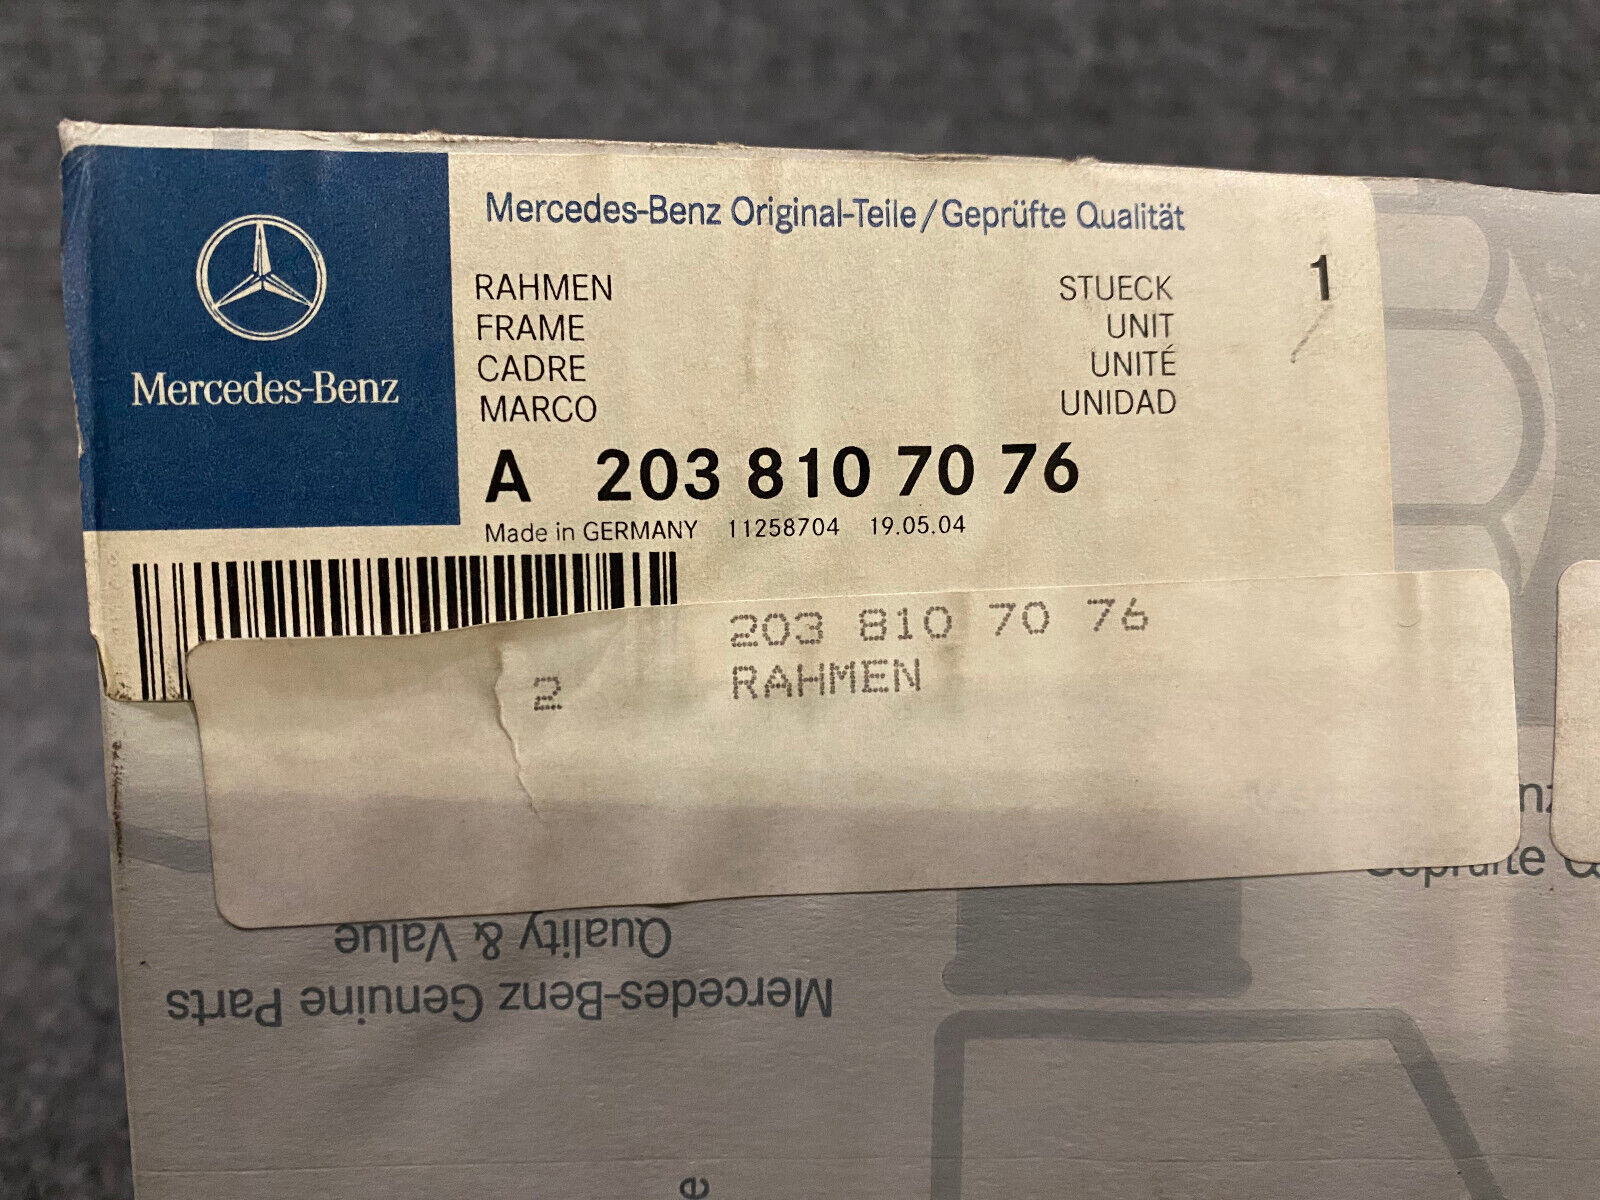 Mercedes-Benz
Mercedes-Benz Original-Teile/Geprüfte Qualität
RAHMEN STUECK 1
FRAME UNIT
CADRE UNITÉ
MARCO UNIDAD
A 203 810 70 76
Made in GERMANY 11258704 19.05.04
203 810 70 76
2 RAHMEN
Quality & Value
Mercedes-Benz Genuine Parts